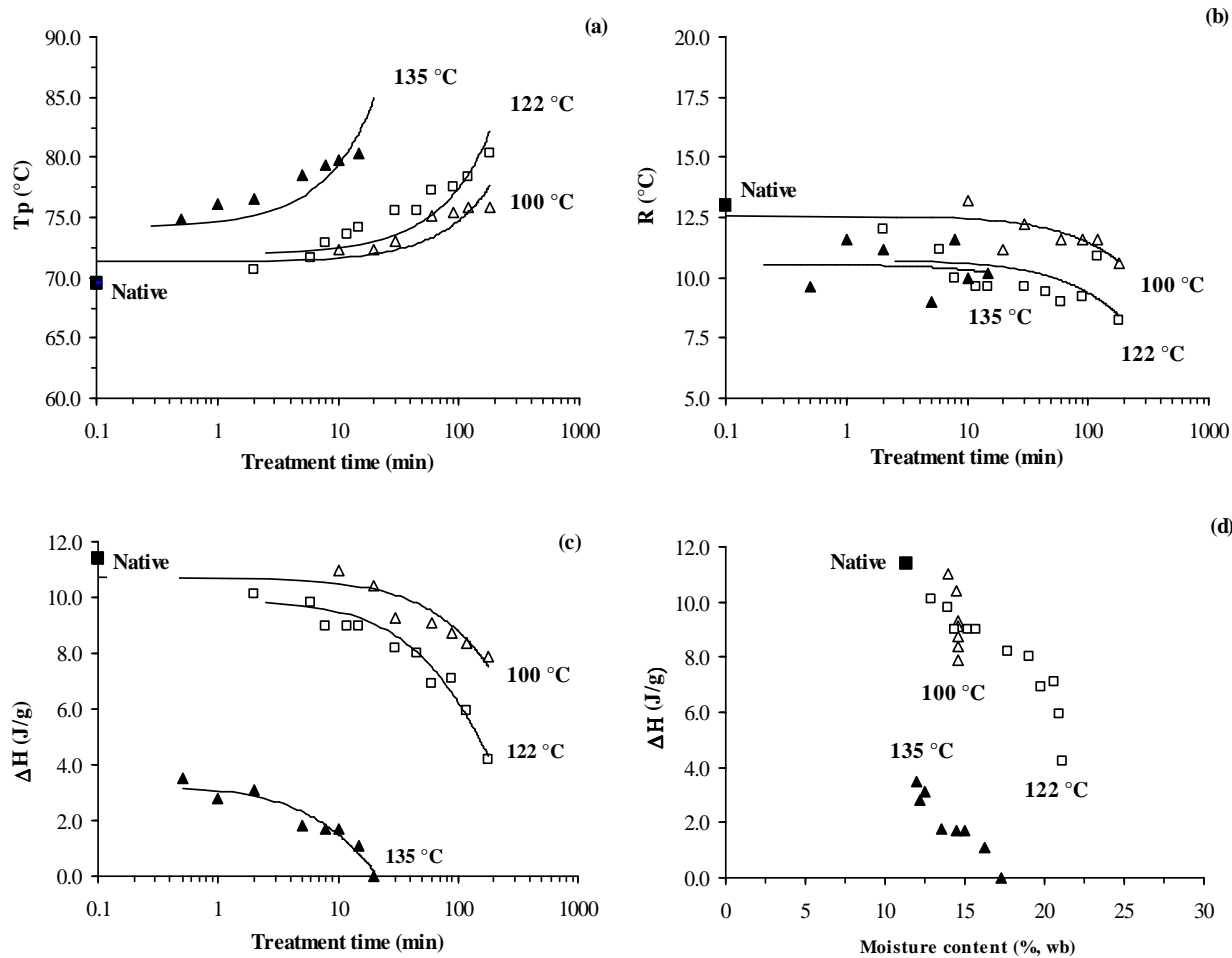 (a)
90.0
85.0
80.0
75.0
70.0
65.0
60.0
Tp (°C)
135 °C
122 °C
100 °C
Native
0.1 1 10 100 1000
Treatment time (min)
(b)
20.0
17.5
15.0
12.5
10.0
7.5
5.0
R (°C)
Native
100 °C
135 °C
122 °C
0.1 1 10 100 1000
Treatment time (min)
(c)
12.0
10.0
8.0
6.0
4.0
2.0
0.0
ΔH (J/g)
Native
100 °C
122 °C
135 °C
0.1 1 10 100 1000
Treatment time (min)
(d)
12.0
10.0
8.0
6.0
4.0
2.0
0.0
ΔH (J/g)
Native
100 °C
135 °C
122 °C
0 5 10 15 20 25 30
Moisture content (%, wb)